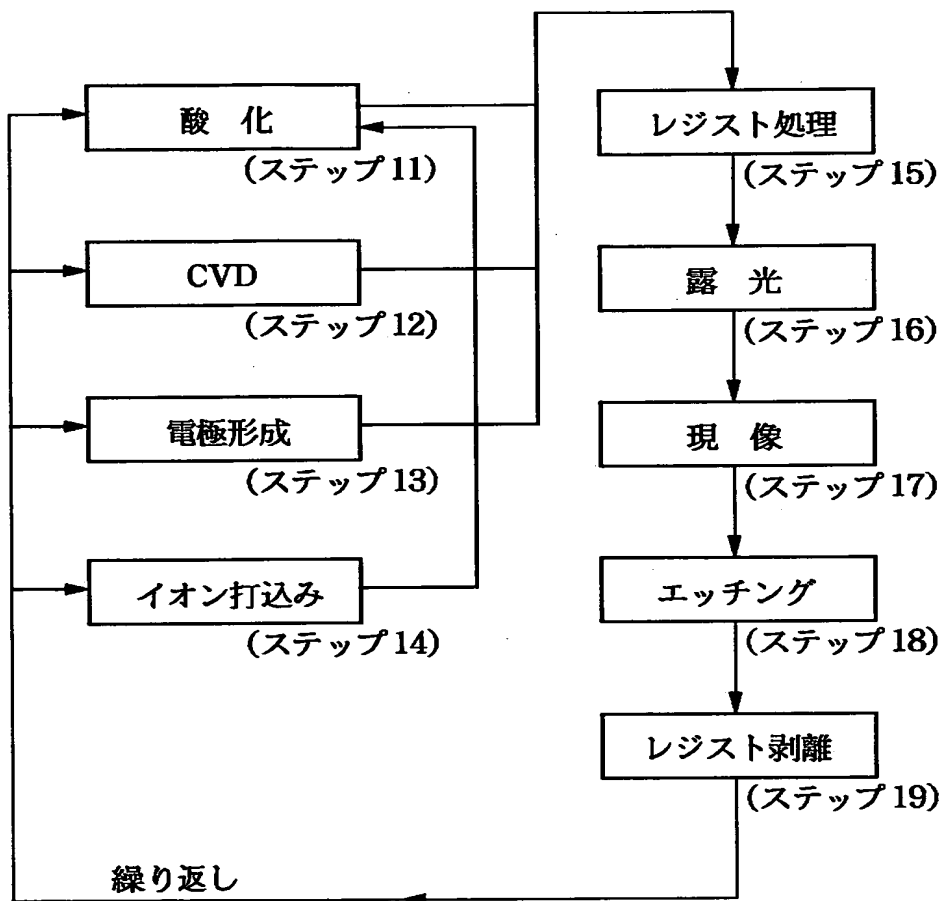 酸 化
(ステップ11)
CVD
(ステップ12)
電極形成
(ステップ13)
イオン打込み
(ステップ14)
レジスト処理
(ステップ15)
露 光
(ステップ16)
現 像
(ステップ17)
エッチング
(ステップ18)
レジスト剥離
(ステップ19)
繰り返し